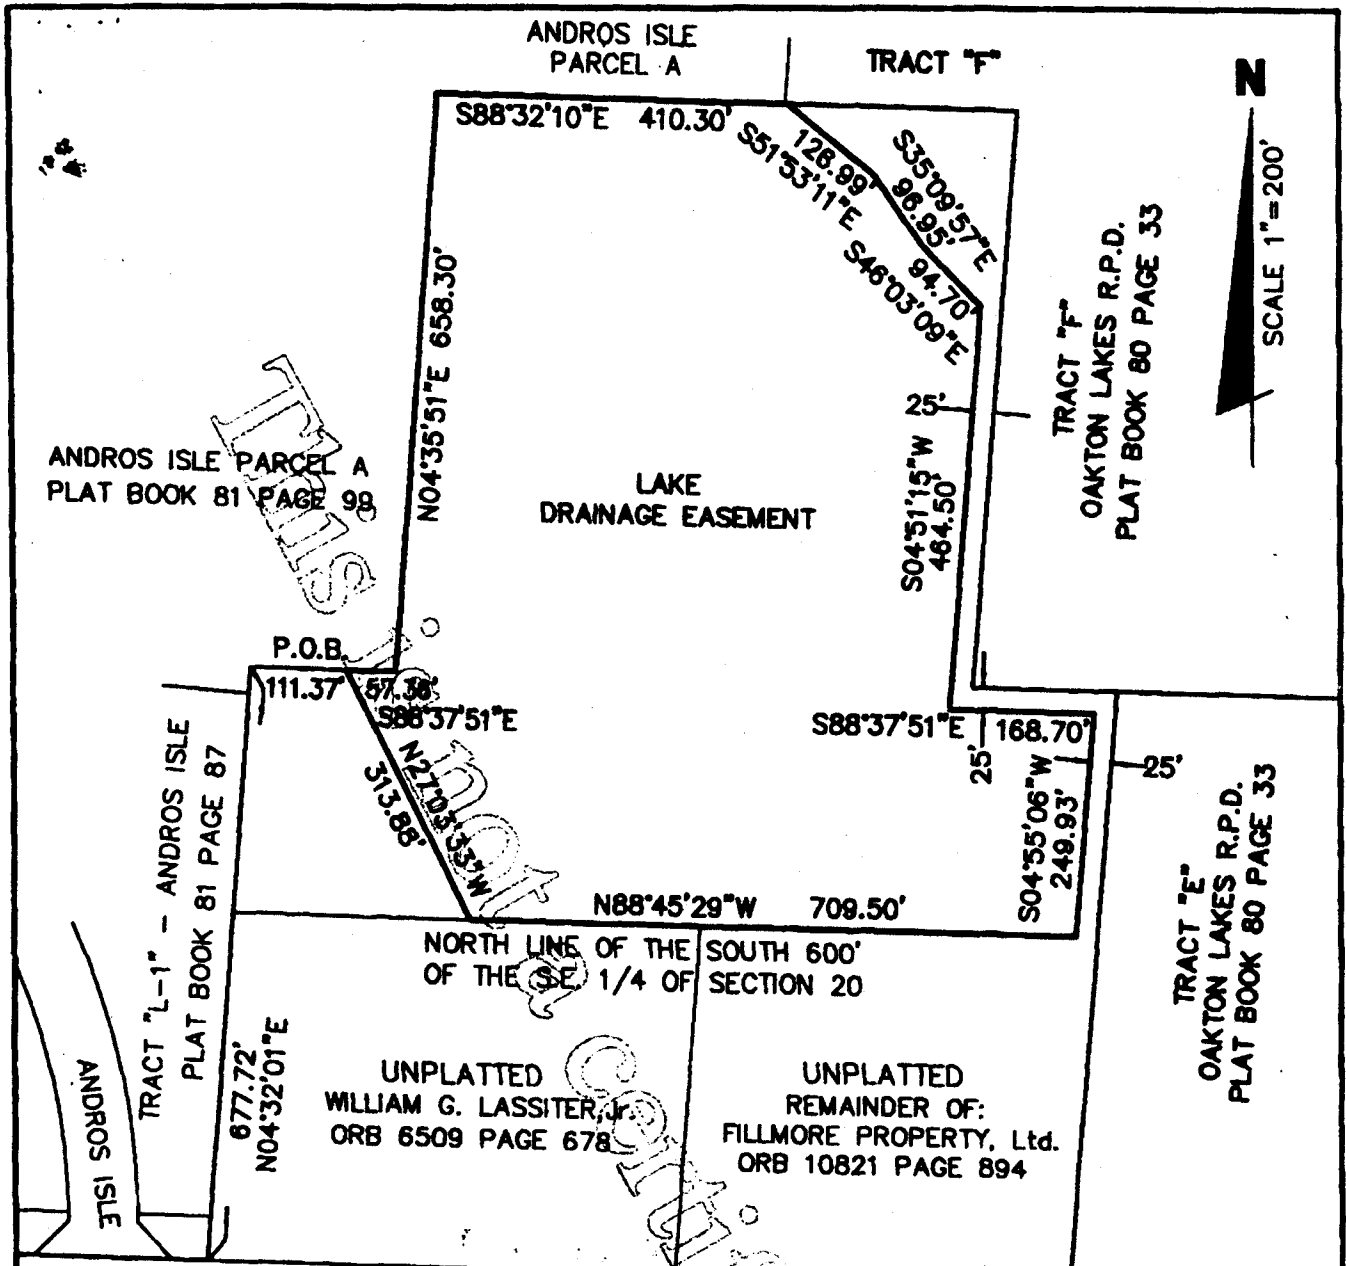 ANDROS ISLE
PARCEL A
TRACT "F"
N
SCALE 1"=200'
S88°32'10"E 410.30'
126.99'
S51°53'11"E
S35°09'57"E
96.95'
94.70'
S46°03'09"E
N04°35'51"E 658.30'
TRACT "F"
OAKTON LAKES R.P.D.
PLAT BOOK 80 PAGE 33
25'
S04°51'15"W
464.50'
ANDROS ISLE PARCEL A
PLAT BOOK 81 PAGE 99
LAKE
DRAINAGE EASEMENT
P.O.B.
111.37'
57.36'
S88°37'51"E
N27°03'33"W
313.88'
S88°37'51"E 168.70'
25'
25'
S04°55'06"W
249.93'
TRACT "L-1" - ANDROS ISLE
PLAT BOOK 81 PAGE 87
N88°45'29"W 709.50'
NORTH LINE OF THE SOUTH 600'
OF THE S.E. 1/4 OF SECTION 20
TRACT "E"
OAKTON LAKES R.P.D.
PLAT BOOK 80 PAGE 33
677.72'
N04°32'01"E
ANDROS ISLE
UNPLATTED
WILLIAM G. LASSITER,Jr.
ORB 6509 PAGE 678
UNPLATTED
REMAINDER OF:
FILLMORE PROPERTY, Ltd.
ORB 10821 PAGE 894
This is not a certi